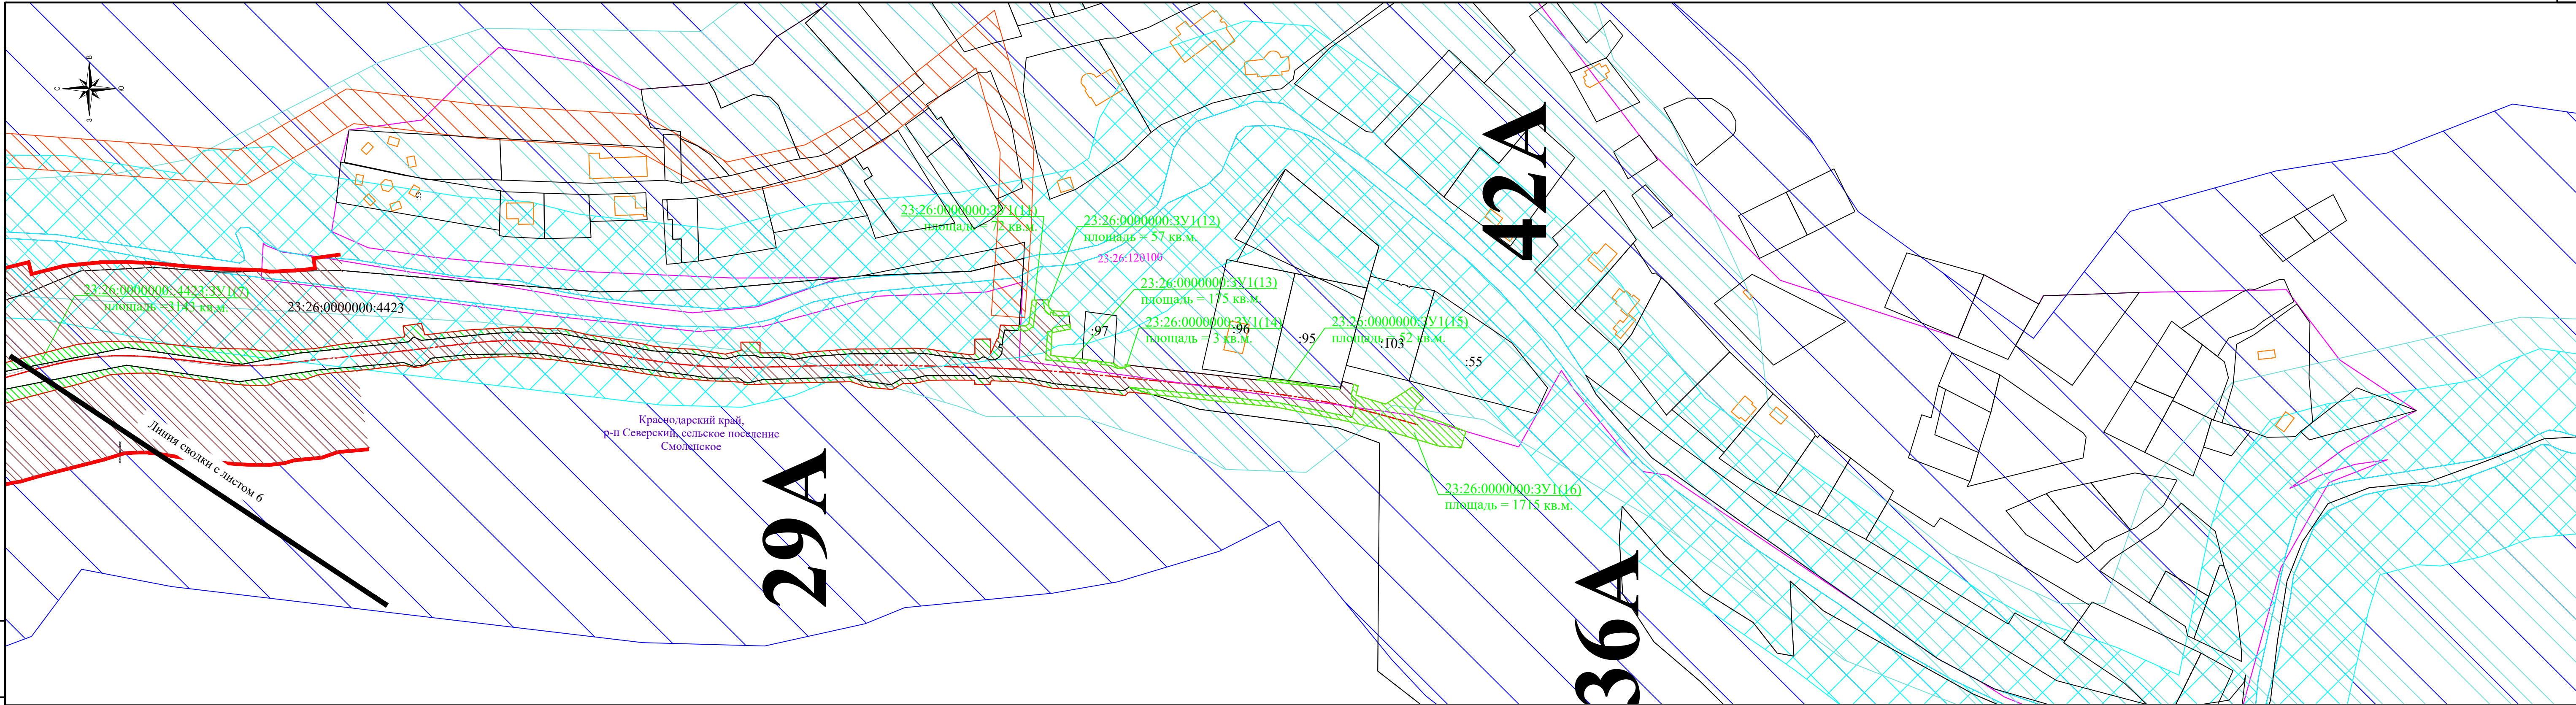 В
С
Ю
З
42А
23:26:0000000:ЗУ1(11)
площадь = 72 кв.м.
23:26:0000000:ЗУ1(12)
площадь = 57 кв.м.
23:26:120100
23:26:0000000:ЗУ1(13)
площадь = 175 кв.м.
23:26:0000000:4423:ЗУ1(7)
площадь =3143 кв.м.
23:26:0000000:4423
23:26:0000000:ЗУ1(14)
площадь = 3 кв.м.
23:26:0000000:ЗУ1(15)
площадь = 52 кв.м.
:97
:96
:95
:103
:55
Краснодарский край,
р-н Северский, сельское поселение
Смоленское
Линия сводки с листом 6
29А
23:26:0000000:ЗУ1(16)
площадь = 1715 кв.м.
36А